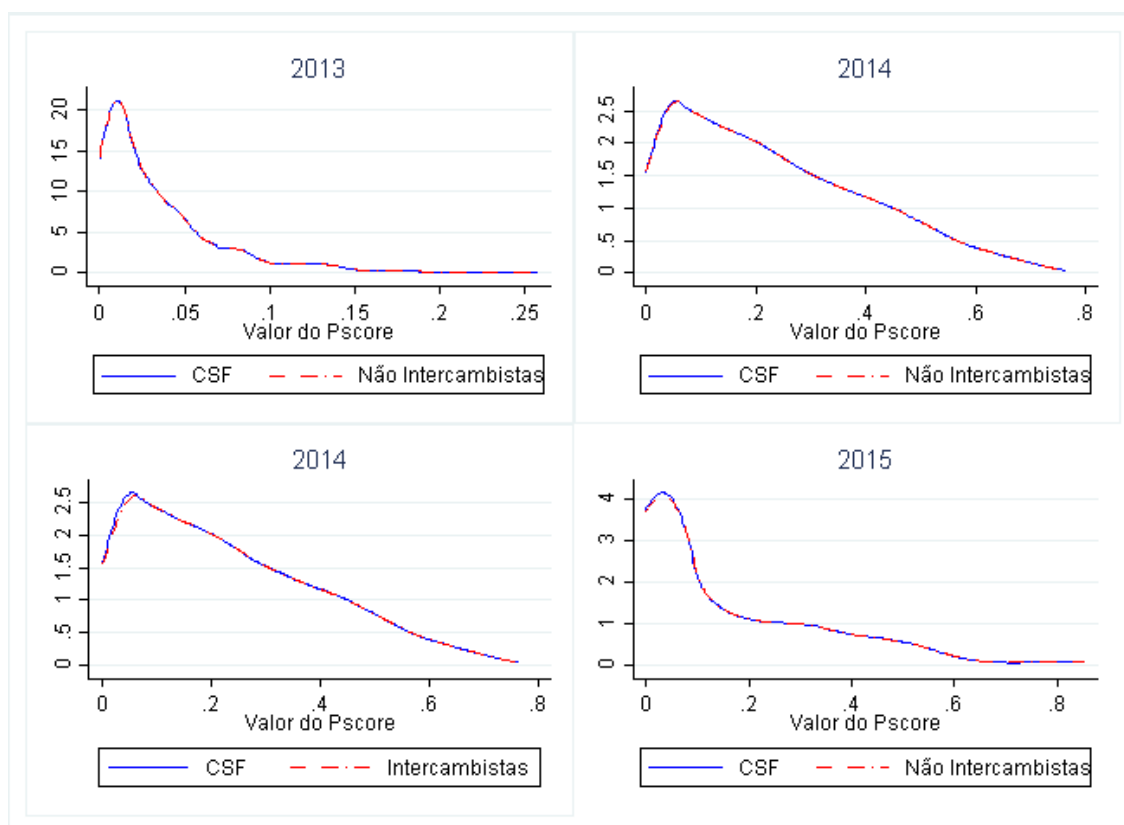 2013
20
15
10
5
0
0 .05 .1 .15 .2 .25
Valor do Pscore
CSF Não Intercambistas
2014
2.5
2
1.5
1
.5
0
0 .2 .4 .6 .8
Valor do Pscore
CSF Não Intercambistas
2014
2.5
2
1.5
1
.5
0
0 .2 .4 .6 .8
Valor do Pscore
CSF Intercambistas
2015
4
3
2
1
0
0 .2 .4 .6 .8
Valor do Pscore
CSF Não Intercambistas